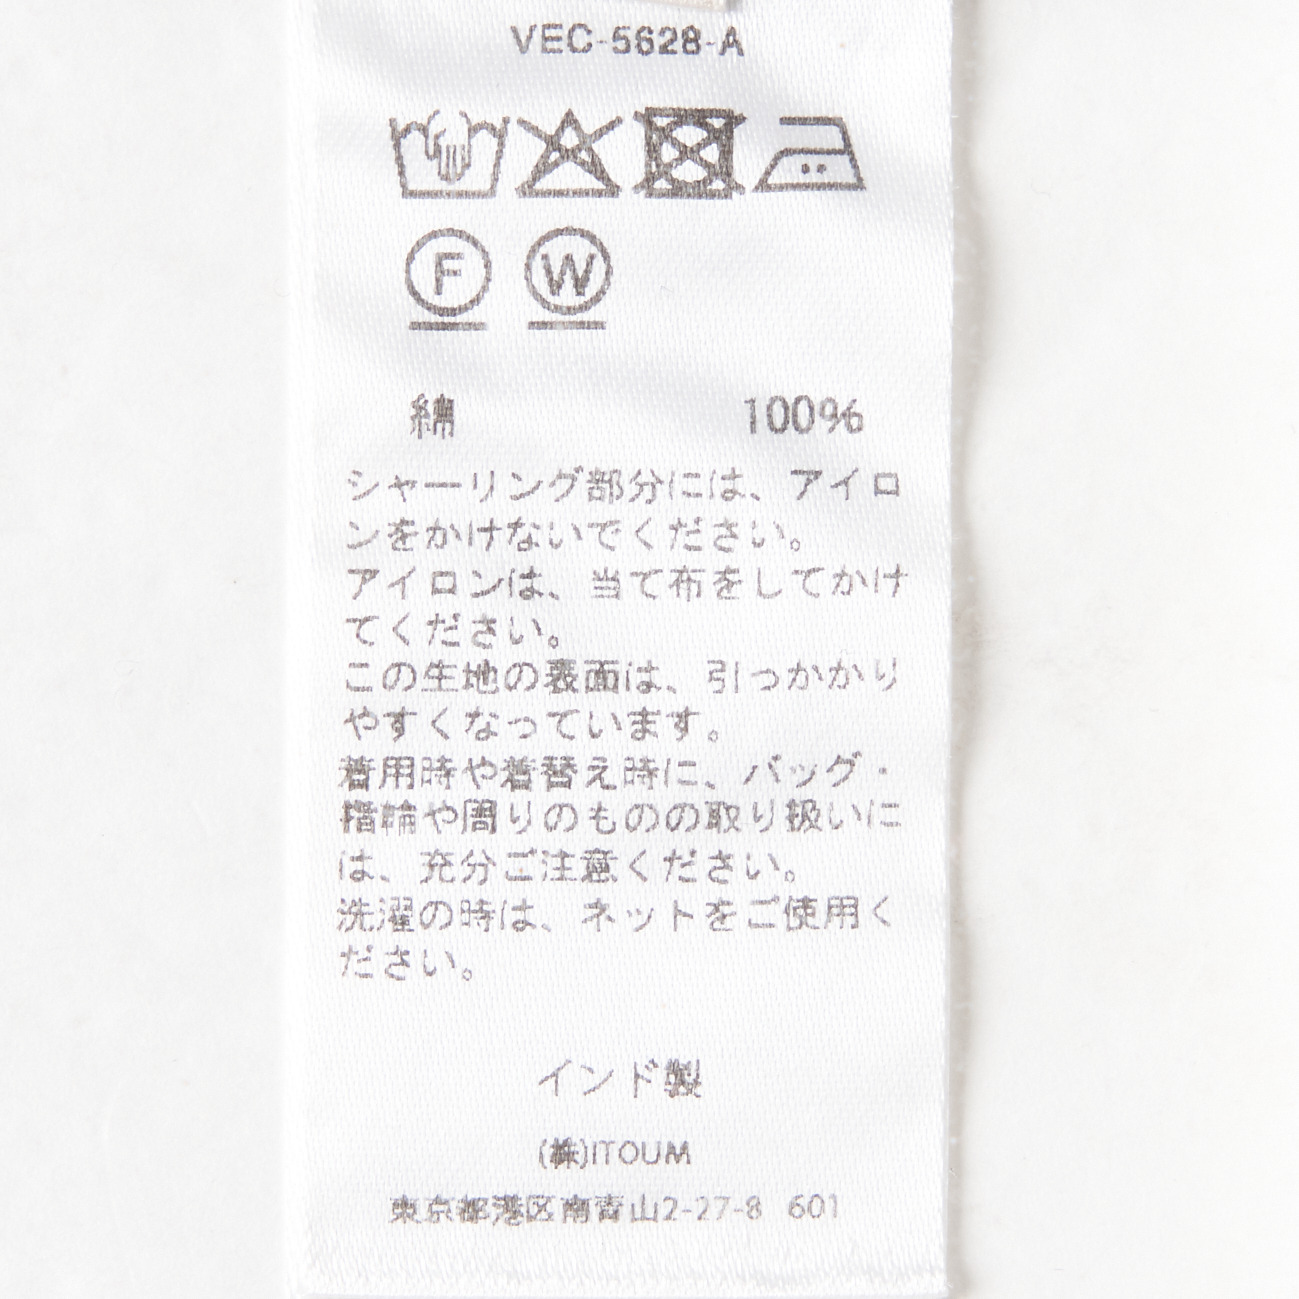 VEC-5628-A
F W
綿 100%
シャーリング部分には、アイロ
ンをかけないでください。
アイロンは、当て布をしてかけ
てください。
この生地の表面は、引っかかり
やすくなっています。
着用時や着替え時に、バッグ・
指輪や周りのものの取り扱いに
は、充分ご注意ください。
洗濯の時は、ネットをご使用く
ださい。
インド製
(株)ITOUM
東京都港区南青山2-27-8 601